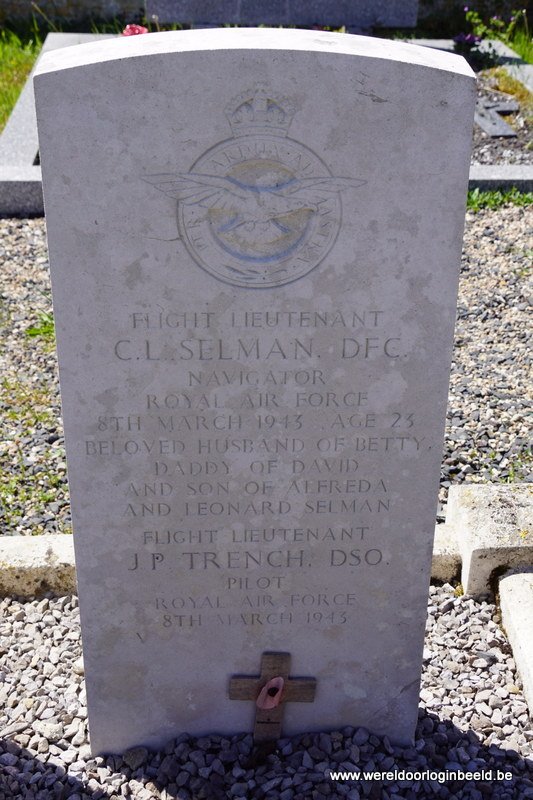 PER ARDUA AD ASTRA
FLIGHT LIEUTENANT
C.L. SELMAN. DFC.
NAVIGATOR
ROYAL AIR FORCE
8TH MARCH 1943 AGE 23
BELOVED HUSBAND OF BETTY,
DADDY OF DAVID
AND SON OF ALFREDA
AND LEONARD SELMAN
FLIGHT LIEUTENANT
J.P. TRENCH. DSO.
PILOT
ROYAL AIR FORCE
8TH MARCH 1943
www.wereldoorloginbeeld.be